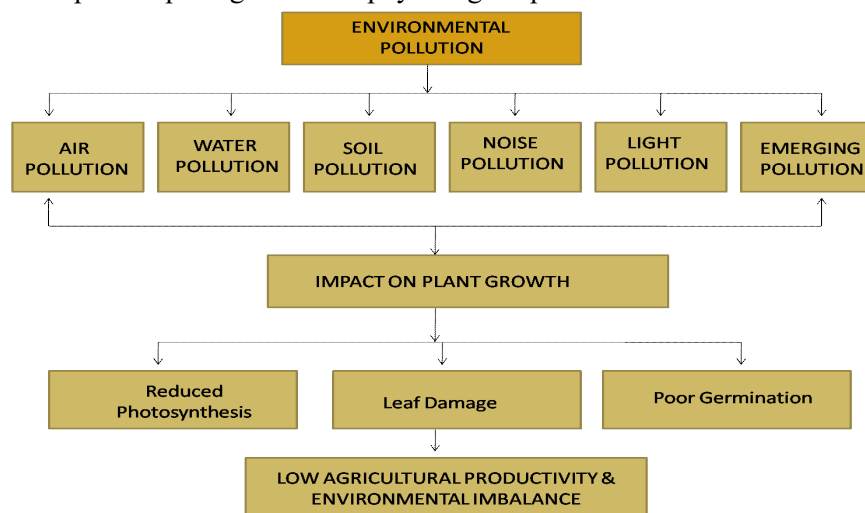 ENVIRONMENTAL
POLLUTION
AIR
POLLUTION
WATER
POLLUTION
SOIL
POLLUTION
NOISE
POLLUTION
LIGHT
POLLUTION
EMERGING
POLLUTION
IMPACT ON PLANT GROWTH
Reduced
Photosynthesis
Leaf Damage
Poor Germination
LOW AGRICULTURAL PRODUCTIVITY &
ENVIRONMENTAL IMBALANCE